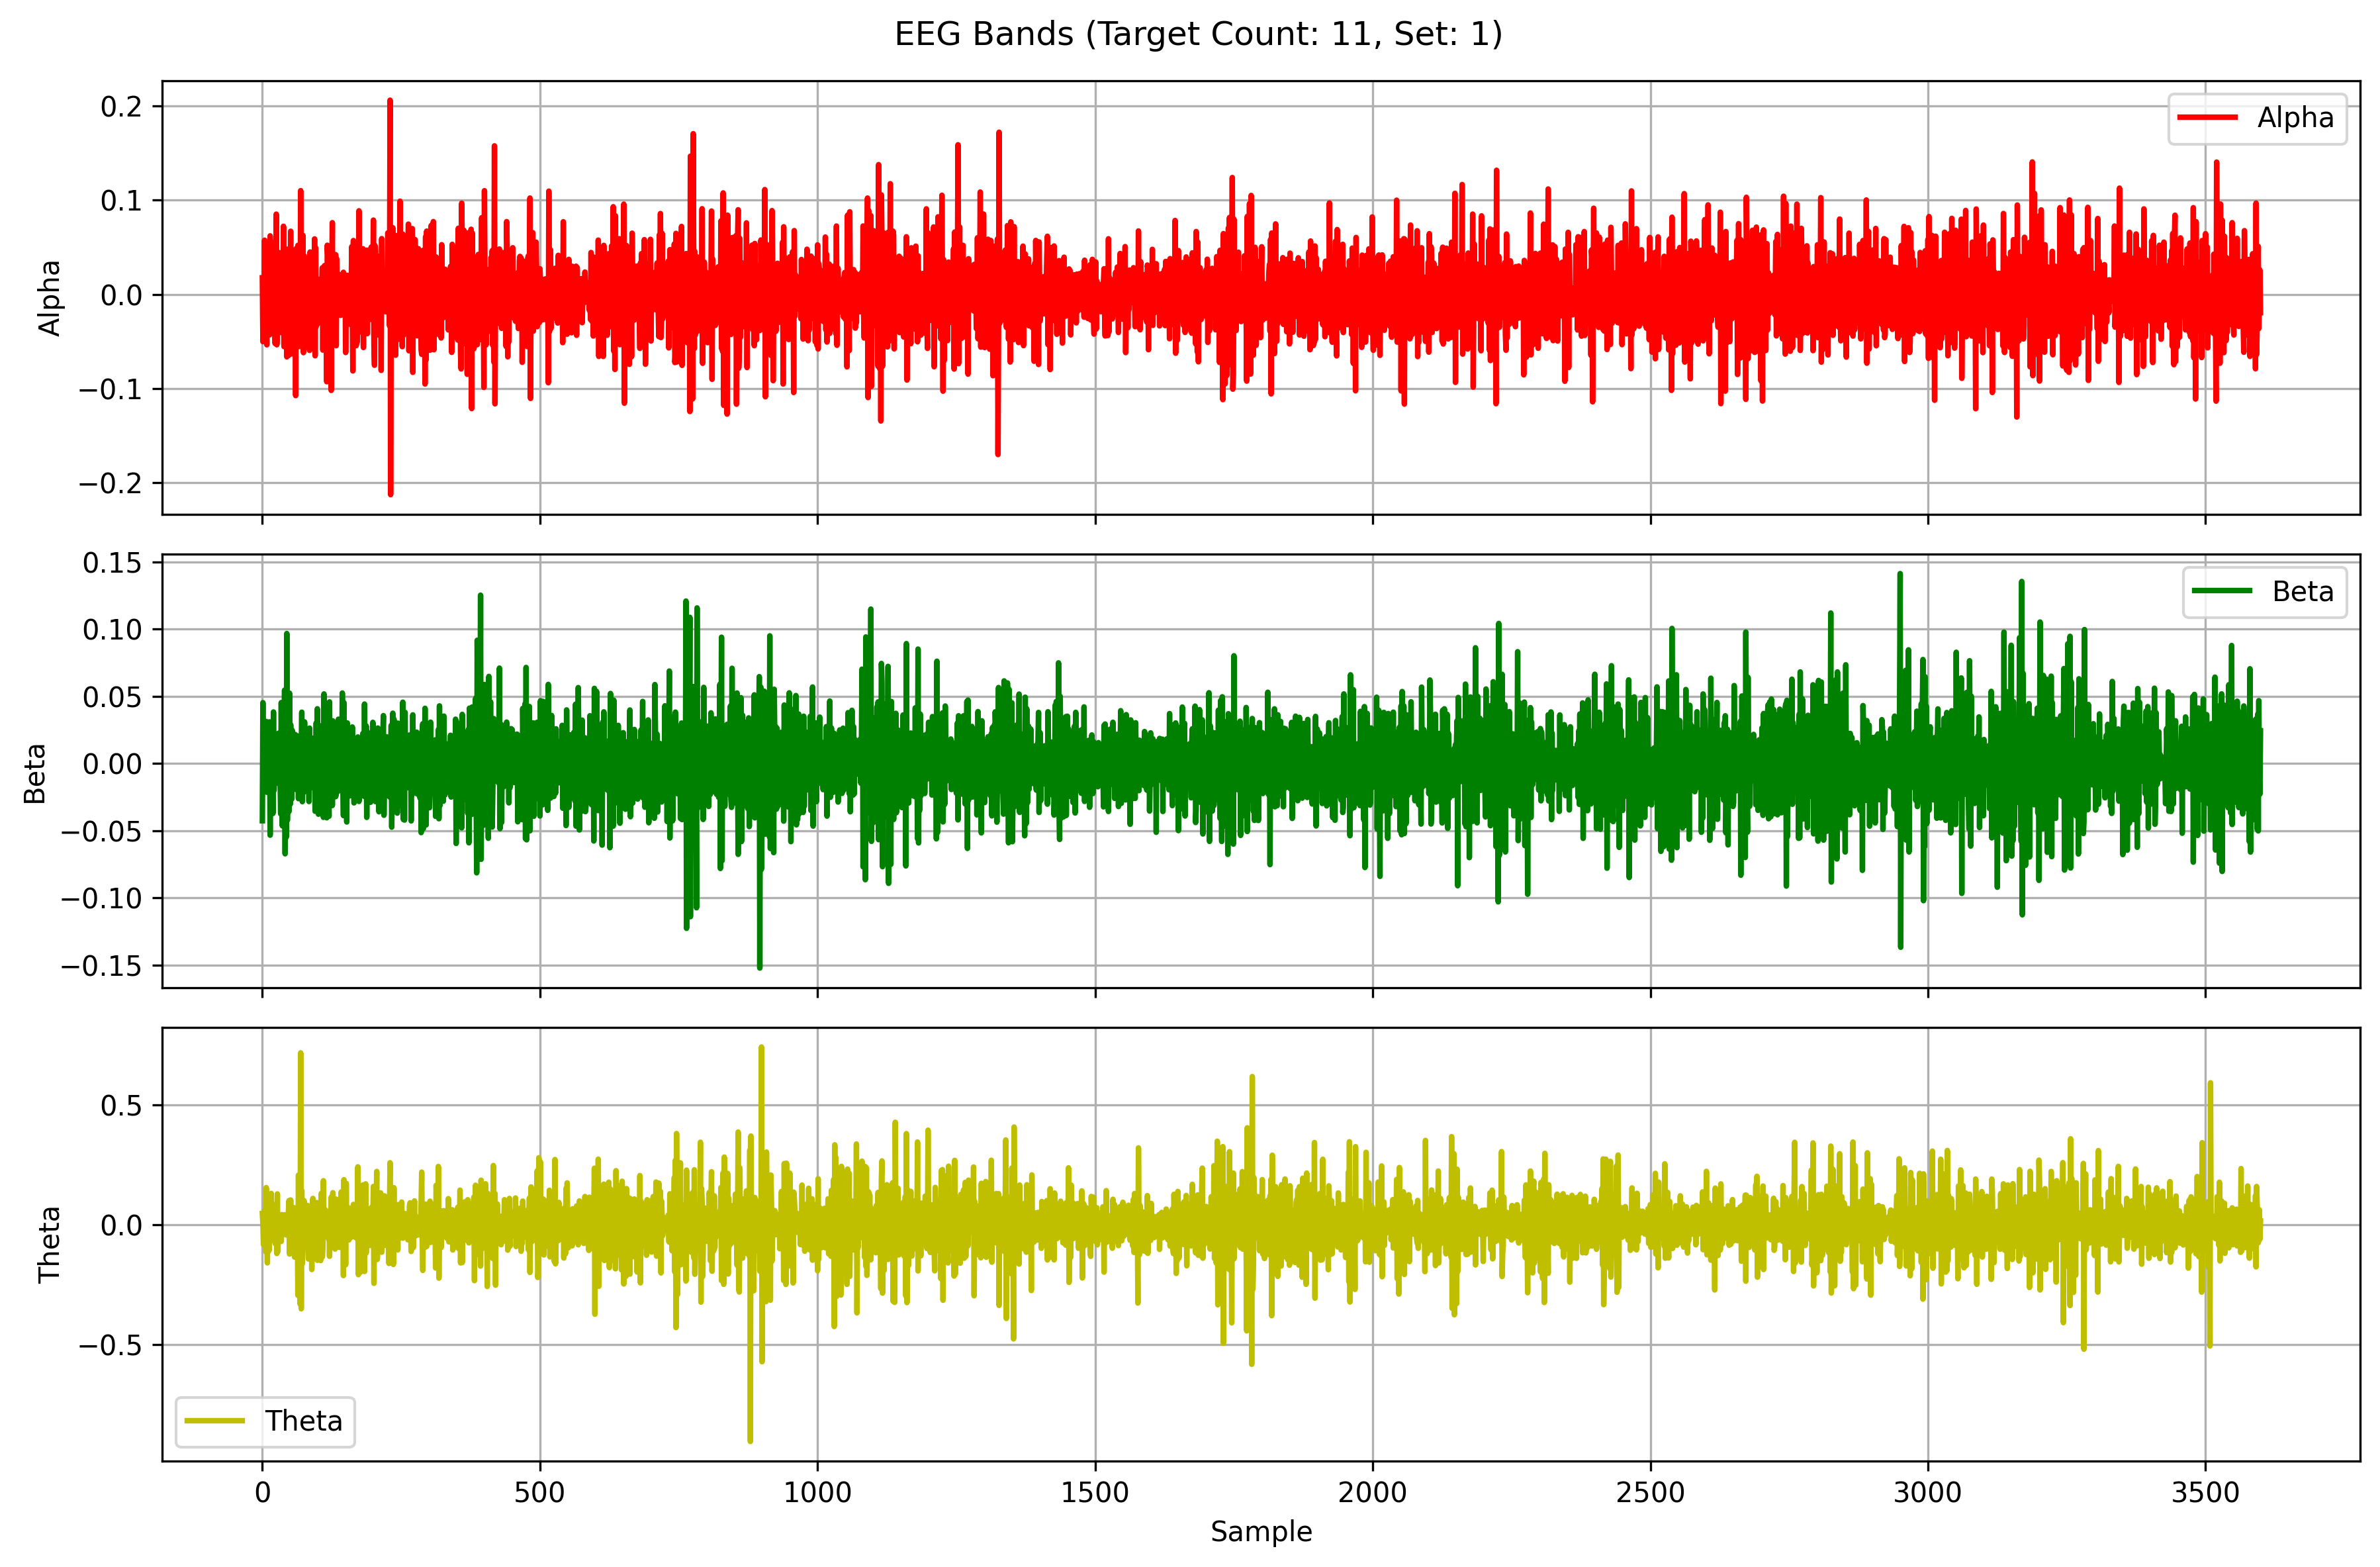 EEG Bands (Target Count: 11, Set: 1)
0.2
0.1
0.0
−0.1
−0.2
Alpha
Alpha
0.15
0.10
0.05
0.00
−0.05
−0.10
−0.15
Beta
Beta
0.5
0.0
−0.5
Theta
Theta
0
500
1000
1500
2000
2500
3000
3500
Sample